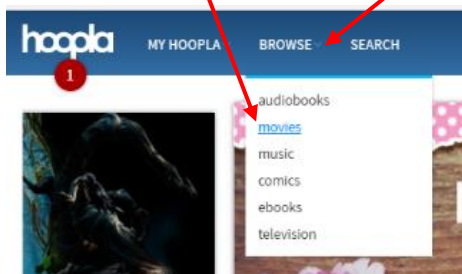 hoopla MY HOOPLA BROWSE SEARCH
1
audiobooks
movies
music
comics
ebooks
television